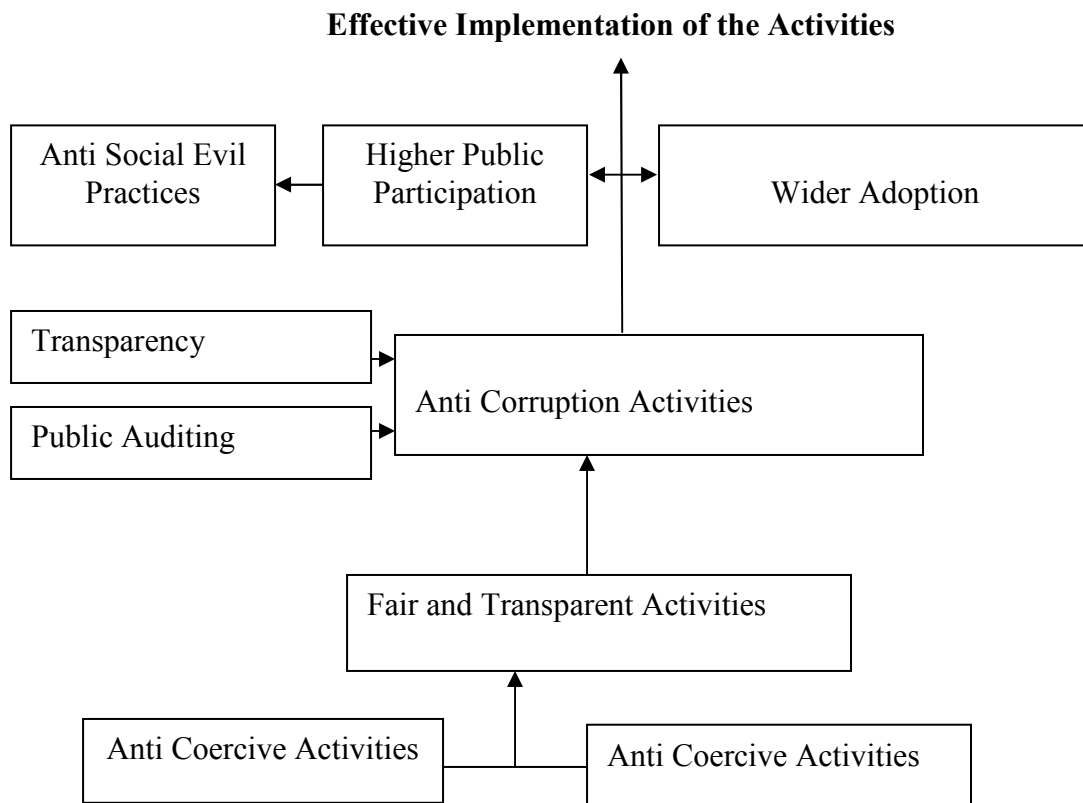 Effective Implementation of the Activities
Anti Social Evil
Practices
Higher Public
Participation
Wider Adoption
Transparency
Anti Corruption Activities
Public Auditing
Fair and Transparent Activities
Anti Coercive Activities
Anti Coercive Activities